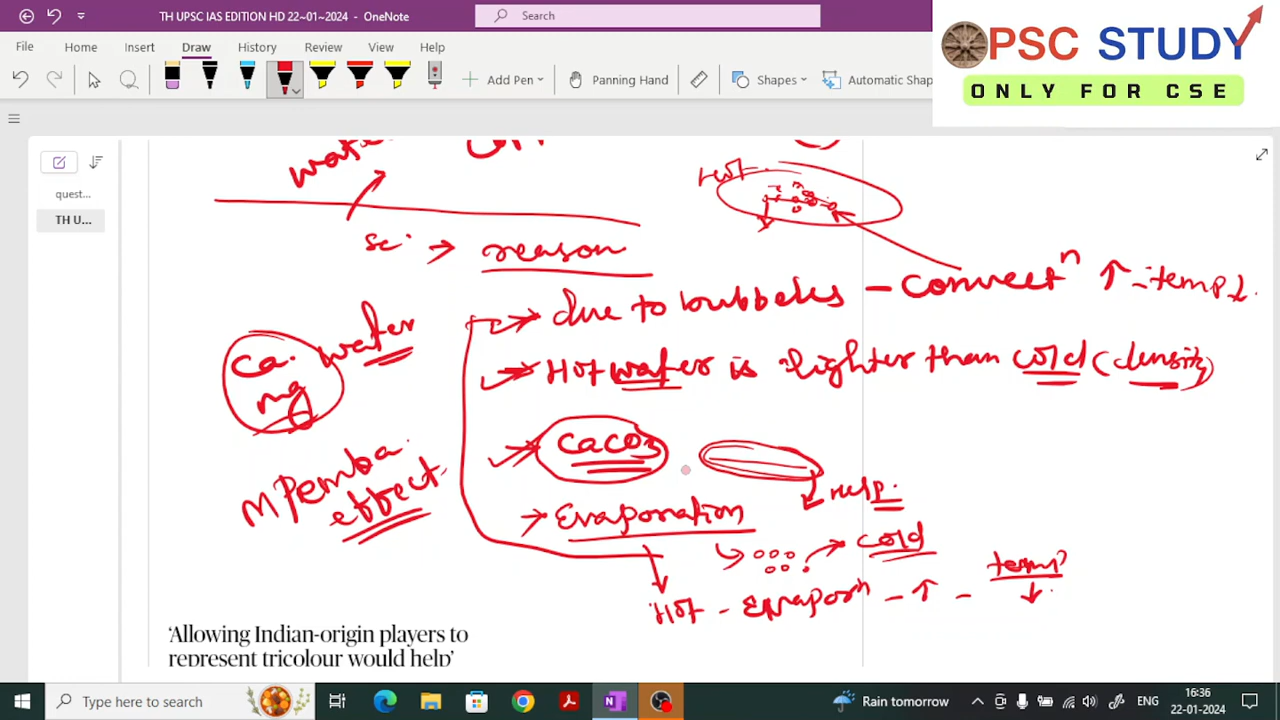 TH UPSC IAS EDITION HD 22~01~2024 - OneNote
Search
PSC STUDY
ONLY FOR CSE
File Home Insert Draw History Review View Help
Add Pen Panning Hand Shapes Automatic Shap
quest...
TH U...
wate
Hot
sc. → reason
→ due to bubbeles - convectⁿ ↑ - temp↓.
ca. water
mg
→ Hot water is lighter than cold (density)
→ caco3
MPemba
effect
→ help.
→ Evaporation
→ cold
Hot - Evaporⁿ - ↑ - temp ↓
'Allowing Indian-origin players to
represent tricolour would help'
Type here to search
Rain tomorrow
ENG
16:36
22-01-2024